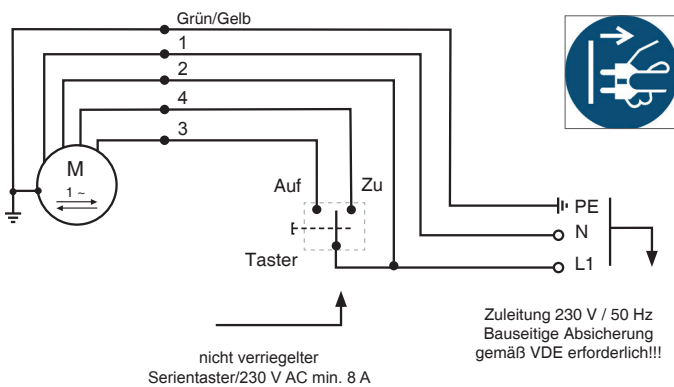 Grün/Gelb
1
2
4
3
M
1 ~
Auf
Zu
Taster
PE
N
L1
nicht verriegelter
Serientaster/230 V AC min. 8 A
Zuleitung 230 V / 50 Hz
Bauseitige Absicherung
gemäß VDE erforderlich!!!